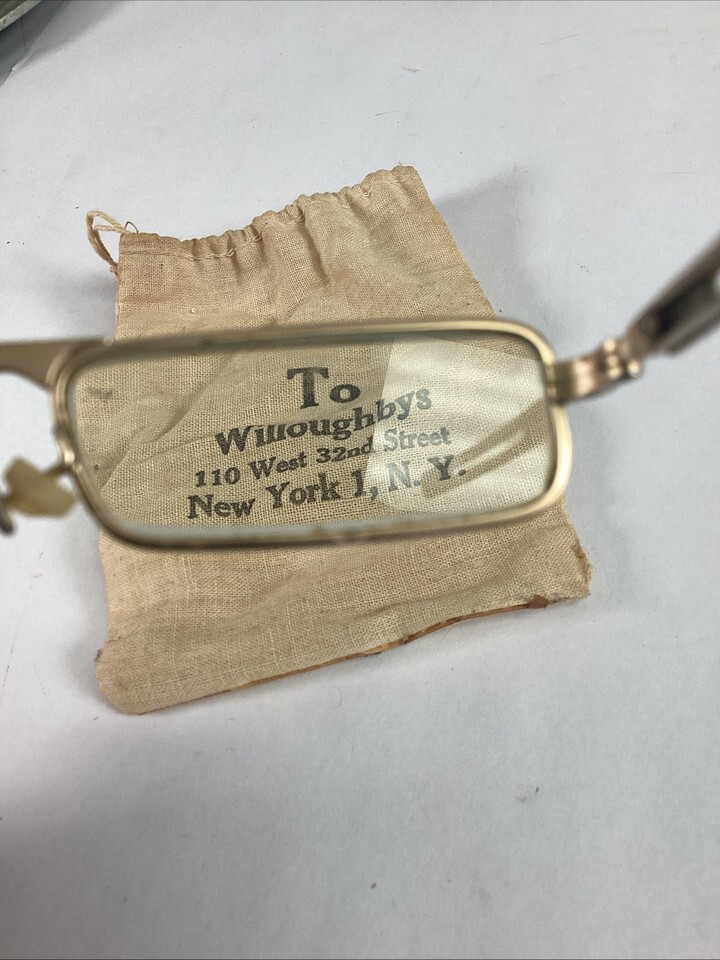 To
Willoughbys
110 West 32nd Street
New York 1, N. Y.